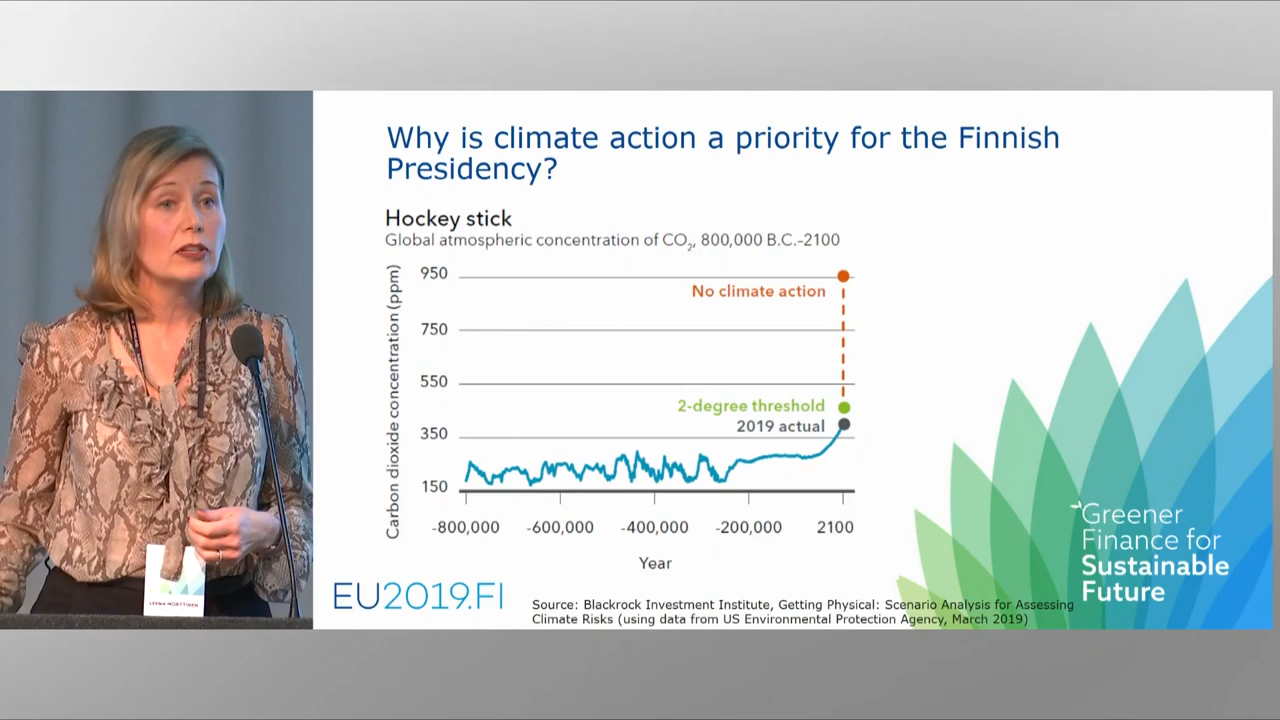 Why is climate action a priority for the Finnish
Presidency?
Hockey stick
Global atmospheric concentration of CO₂, 800,000 B.C.–2100
Carbon dioxide concentration (ppm)
950
No climate action
750
550
2-degree threshold
2019 actual
350
150
-800,000 -600,000 -400,000 -200,000 2100
Year
EU2019.FI
Source: Blackrock Investment Institute, Getting Physical: Scenario Analysis for Assessing
Climate Risks (using data from US Environmental Protection Agency, March 2019)
Greener
Finance for
Sustainable
Future
LEENA MÖRTTINEN